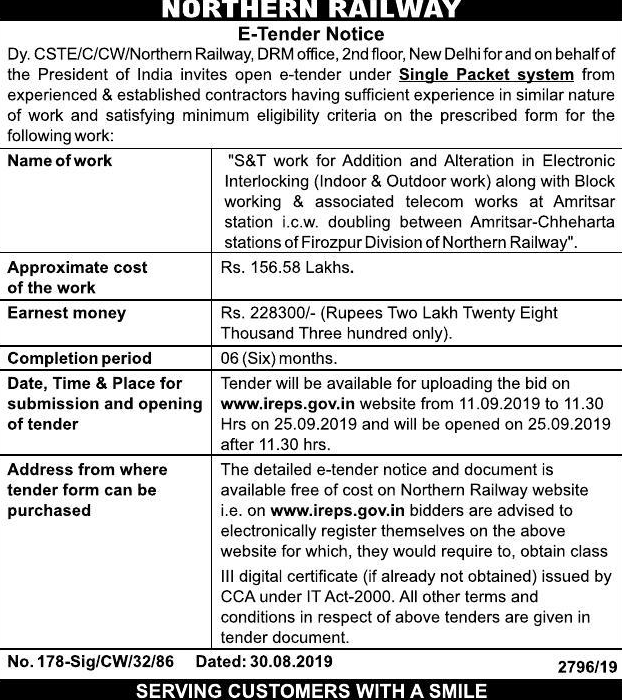 NORTHERN RAILWAY
E-Tender Notice
Dy. CSTE/C/CW/Northern Railway, DRM office, 2nd floor, New Delhi for and on behalf of
the President of India invites open e-tender under Single Packet system from
experienced & established contractors having sufficient experience in similar nature
of work and satisfying minimum eligibility criteria on the prescribed form for the
following work:
Name of work
"S&T work for Addition and Alteration in Electronic
Interlocking (Indoor & Outdoor work) along with Block
working & associated telecom works at Amritsar
station i.c.w. doubling between Amritsar-Chheharta
stations of Firozpur Division of Northern Railway".
Approximate cost
of the work
Rs. 156.58 Lakhs.
Earnest money
Rs. 228300/- (Rupees Two Lakh Twenty Eight
Thousand Three hundred only).
Completion period
06 (Six) months.
Date, Time & Place for
submission and opening
of tender
Tender will be available for uploading the bid on
www.ireps.gov.in website from 11.09.2019 to 11.30
Hrs on 25.09.2019 and will be opened on 25.09.2019
after 11.30 hrs.
Address from where
tender form can be
purchased
The detailed e-tender notice and document is
available free of cost on Northern Railway website
i.e. on www.ireps.gov.in bidders are advised to
electronically register themselves on the above
website for which, they would require to, obtain class
III digital certificate (if already not obtained) issued by
CCA under IT Act-2000. All other terms and
conditions in respect of above tenders are given in
tender document.
No. 178-Sig/CW/32/86 Dated: 30.08.2019
2796/19
SERVING CUSTOMERS WITH A SMILE